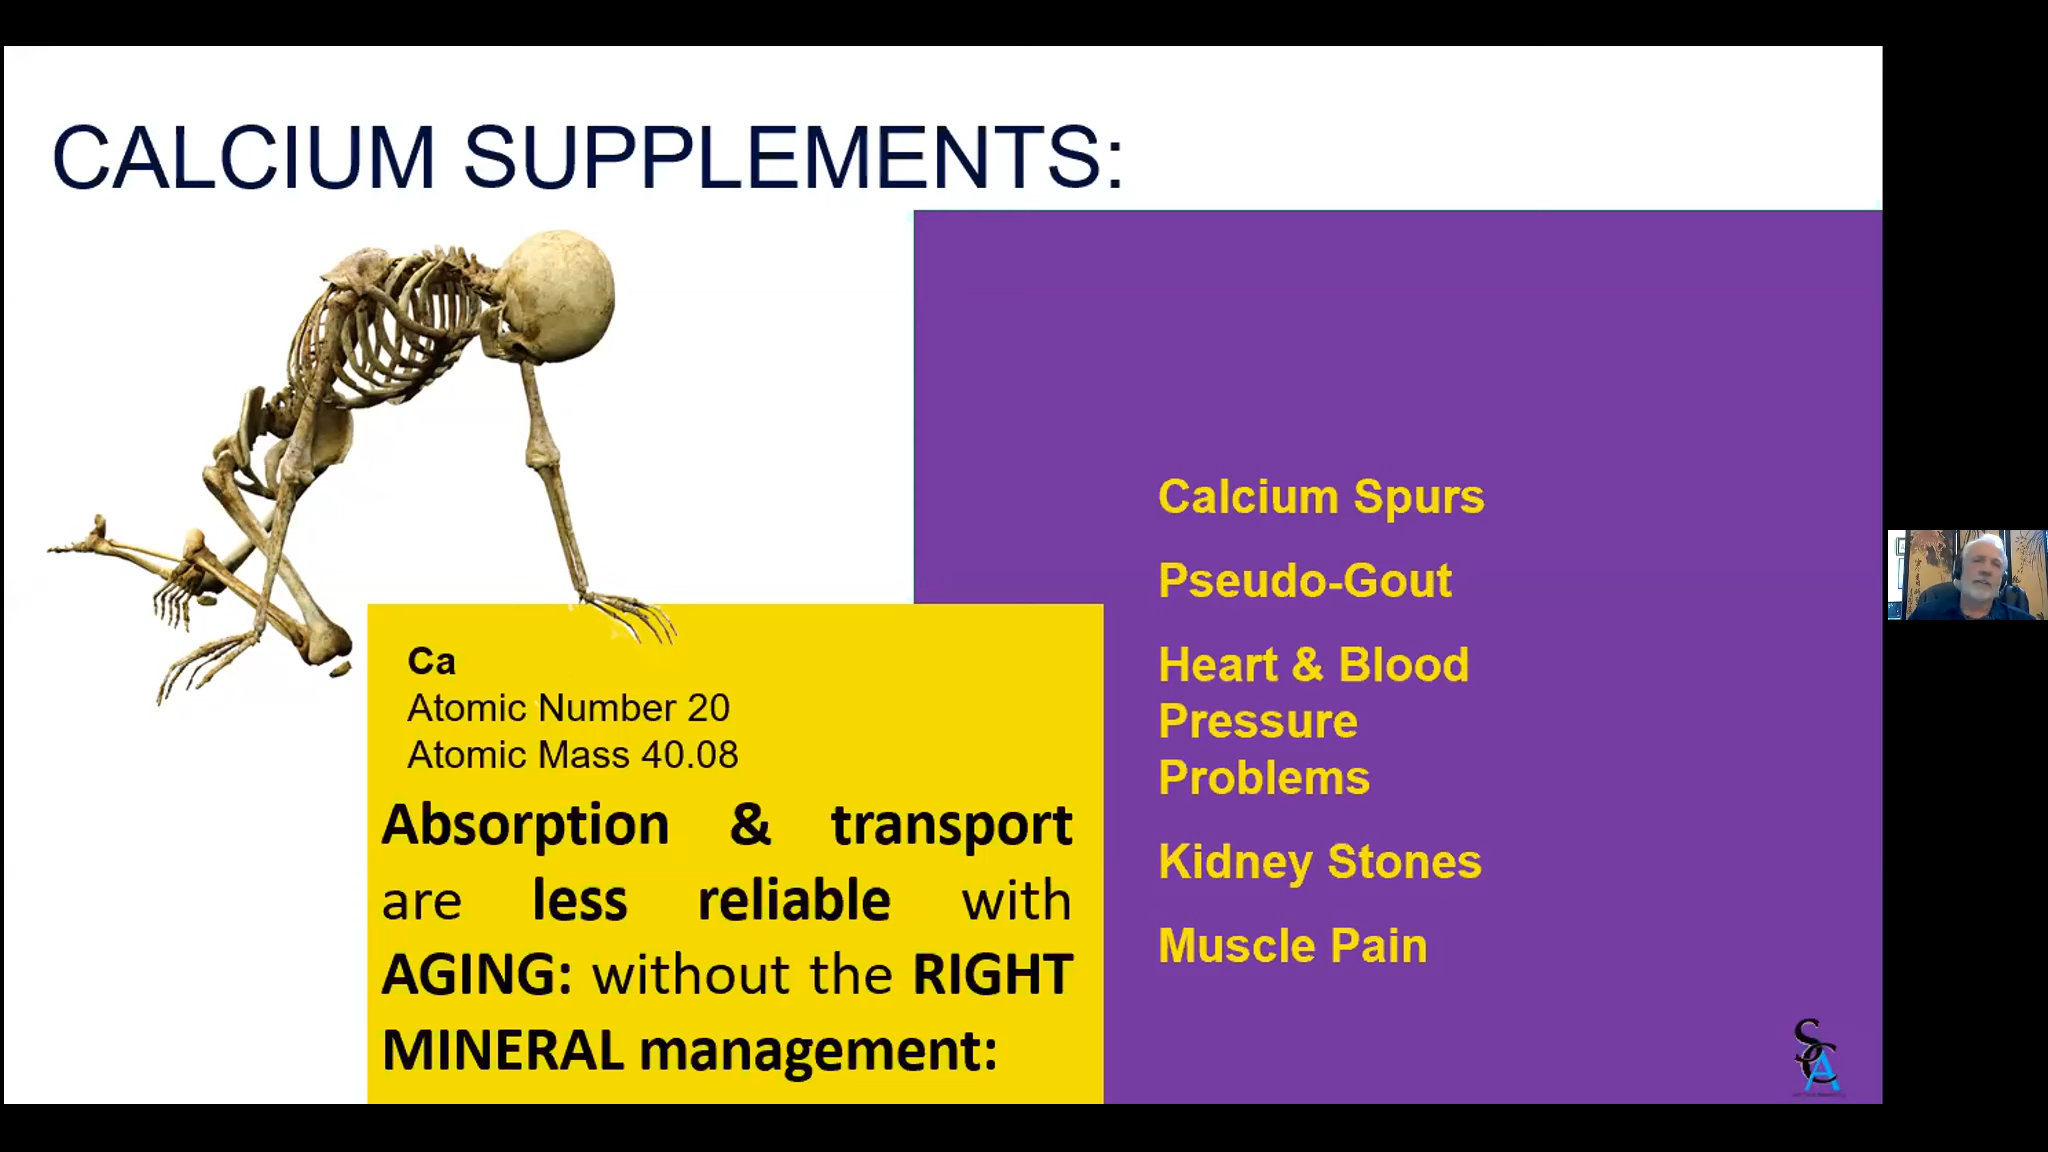 CALCIUM SUPPLEMENTS:
Ca
Atomic Number 20
Atomic Mass 40.08
Absorption & transport
are less reliable with
AGING: without the RIGHT
MINERAL management:
Calcium Spurs
Pseudo-Gout
Heart & Blood
Pressure
Problems
Kidney Stones
Muscle Pain
SCA